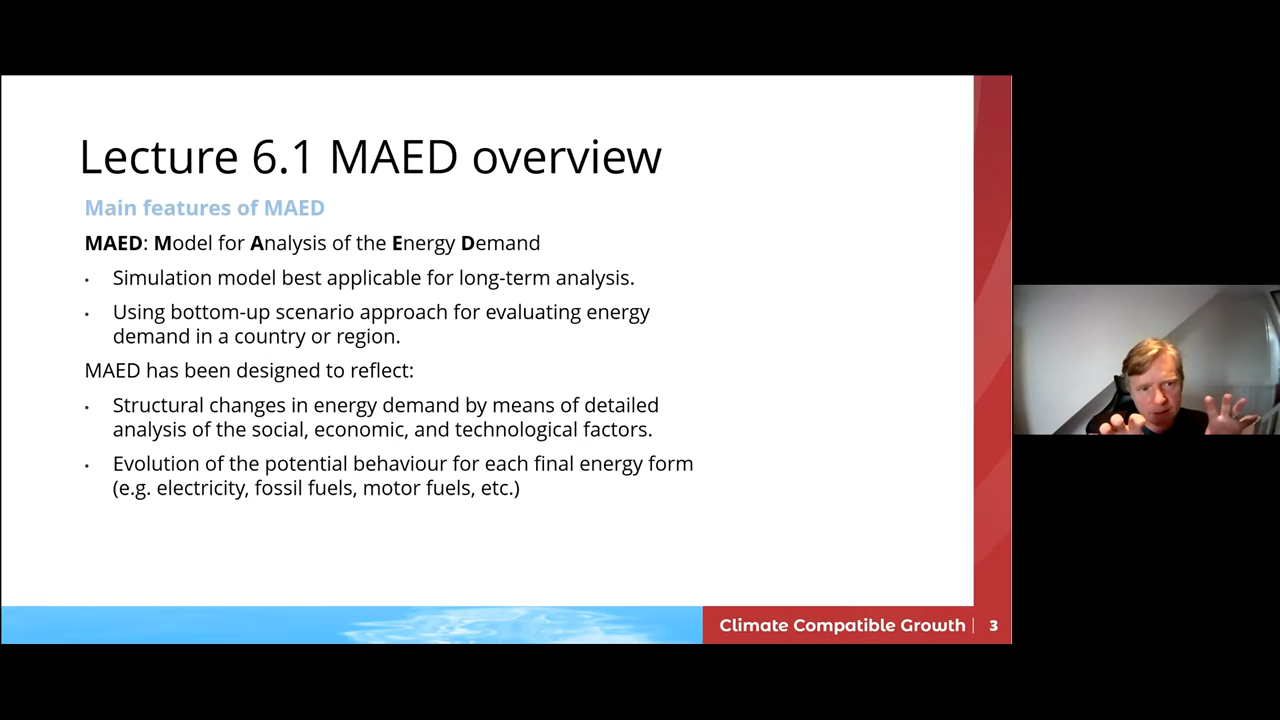 Lecture 6.1 MAED overview
Main features of MAED
MAED: Model for Analysis of the Energy Demand
• Simulation model best applicable for long-term analysis.
• Using bottom-up scenario approach for evaluating energy
demand in a country or region.
MAED has been designed to reflect:
• Structural changes in energy demand by means of detailed
analysis of the social, economic, and technological factors.
• Evolution of the potential behaviour for each final energy form
(e.g. electricity, fossil fuels, motor fuels, etc.)
Climate Compatible Growth | 3